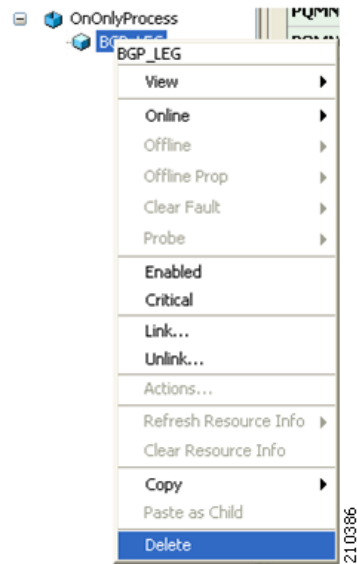 OnOnlyProcess
BGP_LEG
View
Online
Offline
Offline Prop
Clear Fault
Probe
Enabled
Critical
Link...
Unlink...
Actions...
Refresh Resource Info
Clear Resource Info
Copy
Paste as Child
Delete
210386